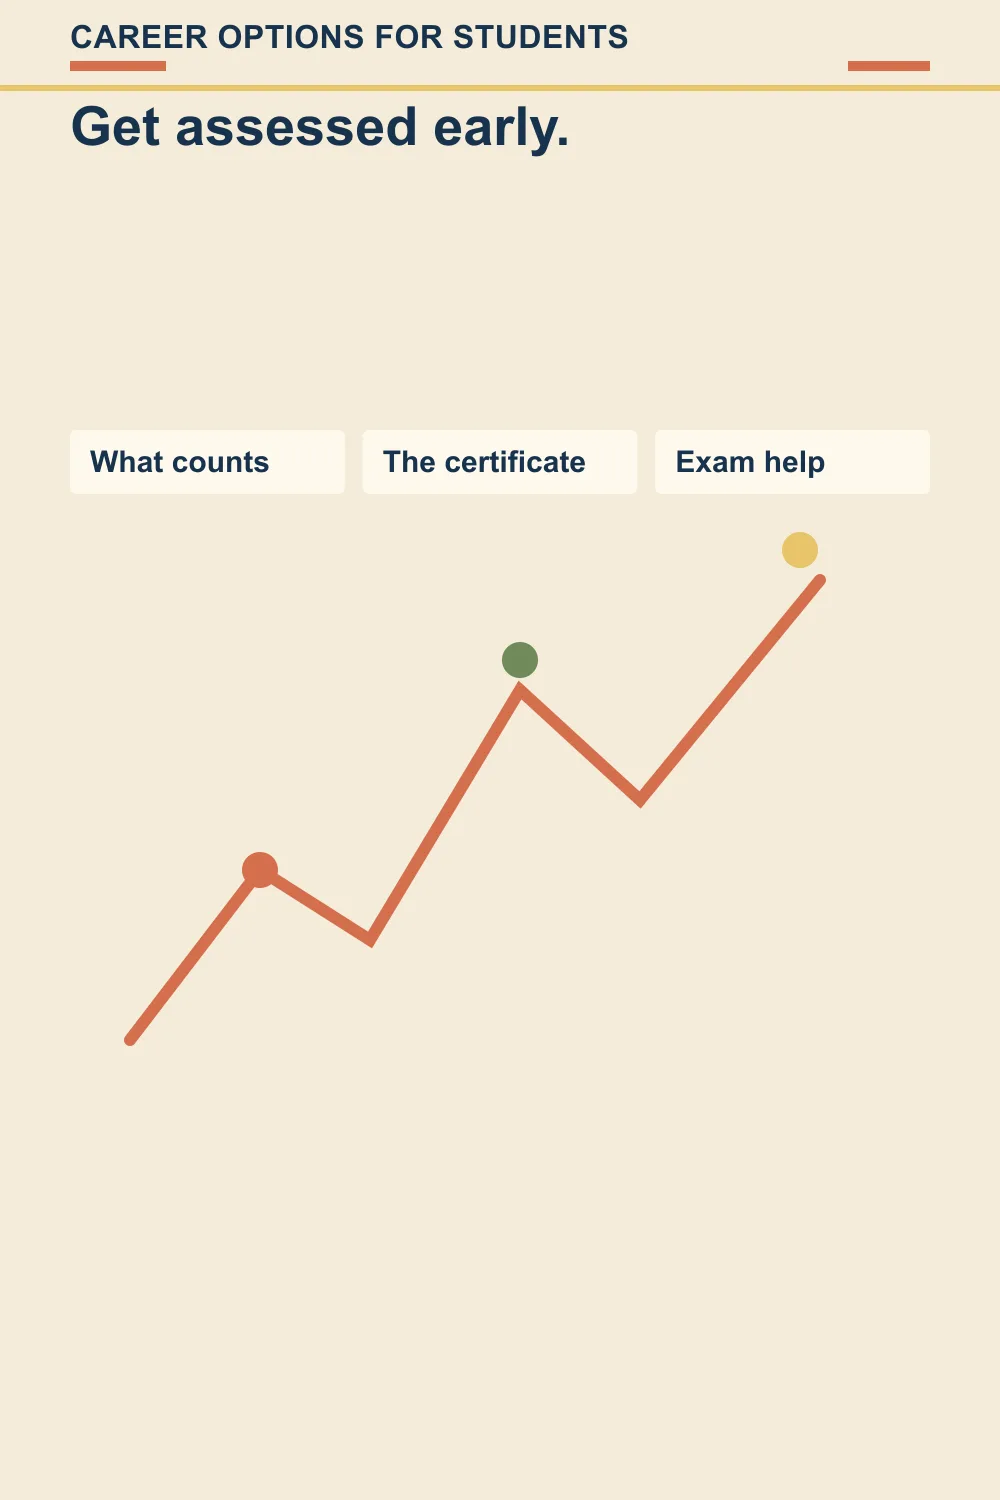 CAREER OPTIONS FOR STUDENTS
Get assessed early.
What counts
The certificate
Exam help